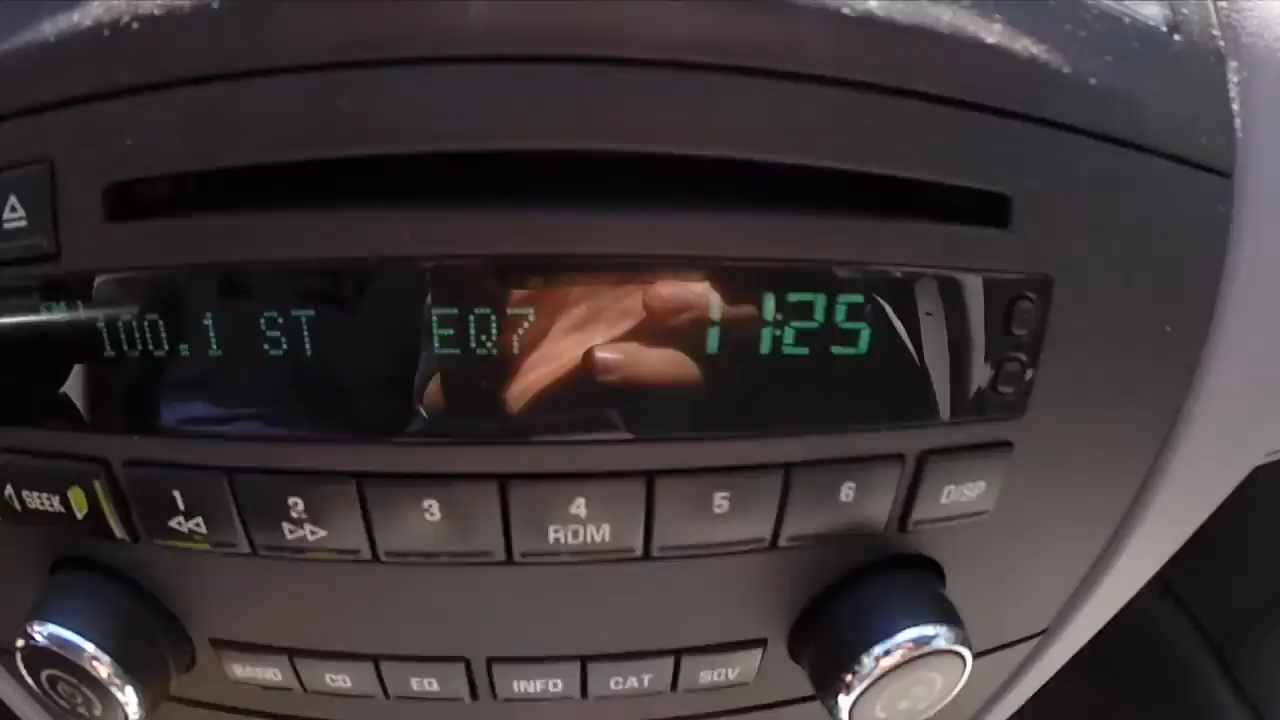 100.1 ST EQ7 11:25
SEEK 1 2 3 4 5 6 DISP
RDM
BAND CD EQ INFO CAT SRV